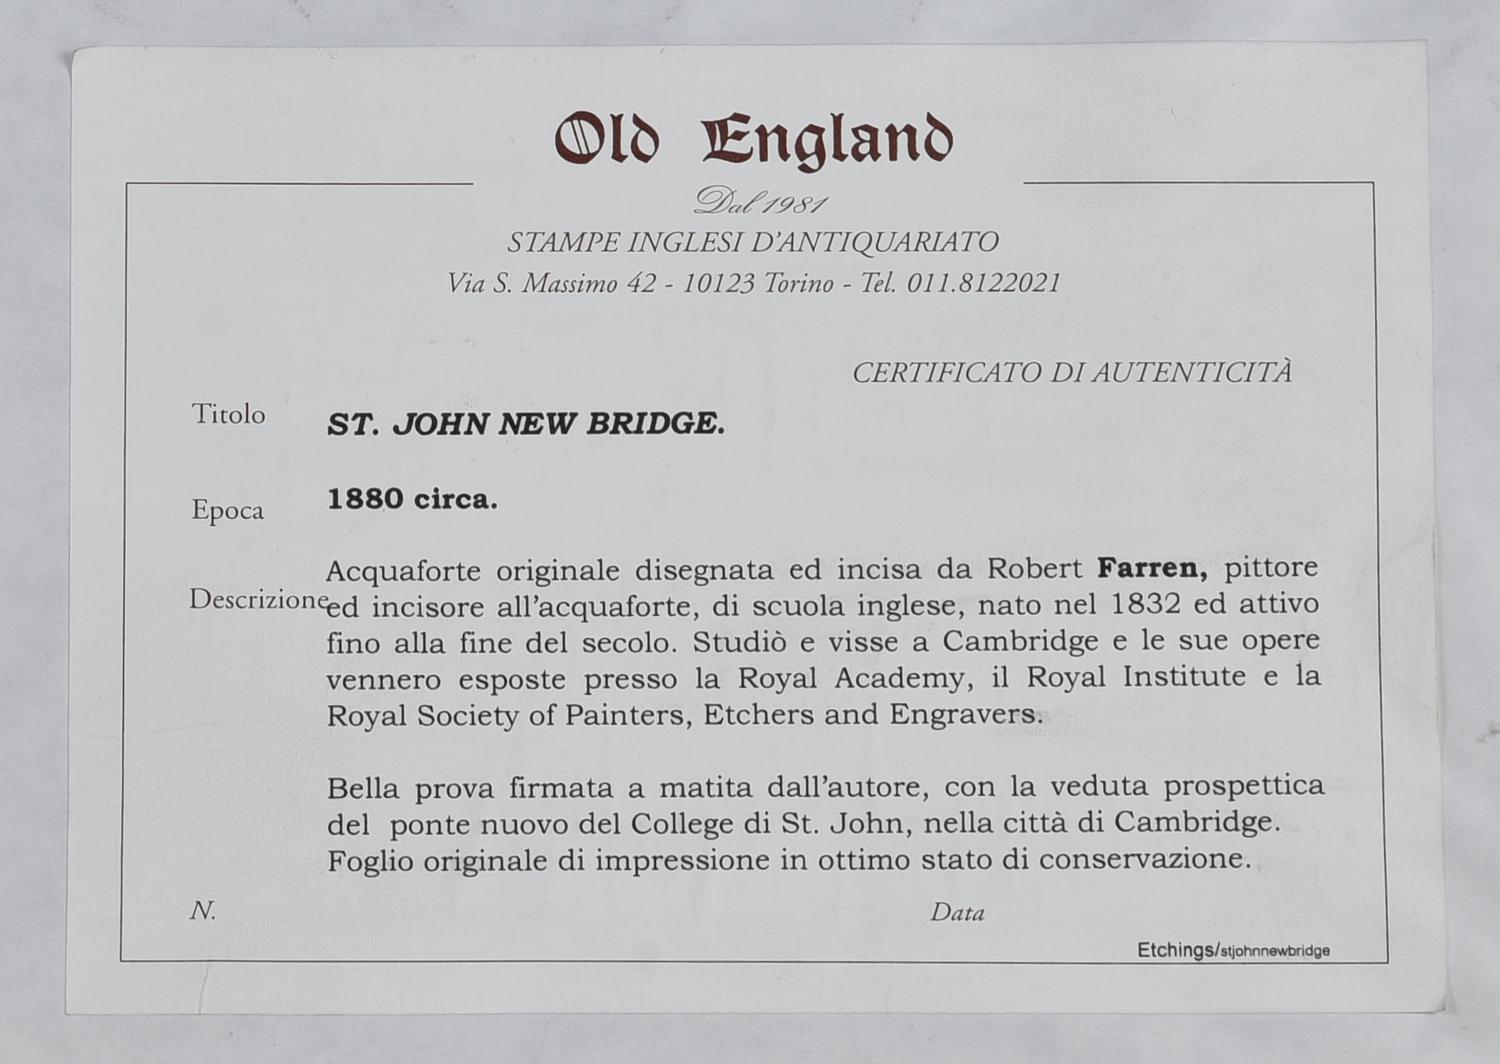 Old England
Dal 1981
STAMPE INGLESI D'ANTIQUARIATO
Via S. Massimo 42 - 10123 Torino - Tel. 011.8122021
CERTIFICATO DI AUTENTICITÀ
Titolo ST. JOHN NEW BRIDGE.
Epoca 1880 circa.
Descrizione
Acquaforte originale disegnata ed incisa da Robert Farren, pittore
ed incisore all'acquaforte, di scuola inglese, nato nel 1832 ed attivo
fino alla fine del secolo. Studiò e visse a Cambridge e le sue opere
vennero esposte presso la Royal Academy, il Royal Institute e la
Royal Society of Painters, Etchers and Engravers.
Bella prova firmata a matita dall'autore, con la veduta prospettica
del ponte nuovo del College di St. John, nella città di Cambridge.
Foglio originale di impressione in ottimo stato di conservazione.
N. Data
Etchings/stjohnnewbridge